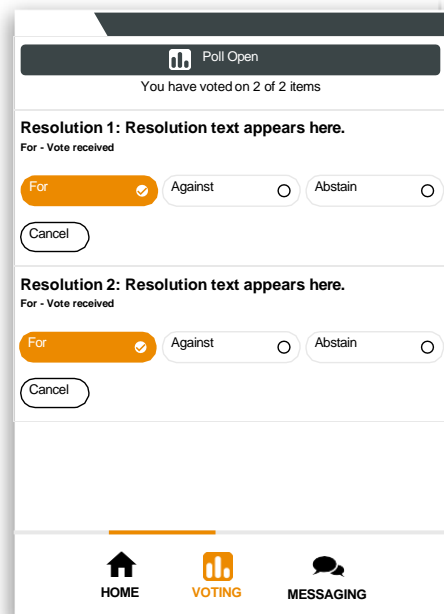 Poll Open
You have voted on 2 of 2 items
Resolution 1: Resolution text appears here.
For - Vote received
For Against Abstain
Cancel
Resolution 2: Resolution text appears here.
For - Vote received
For Against Abstain
Cancel
HOME VOTING MESSAGING